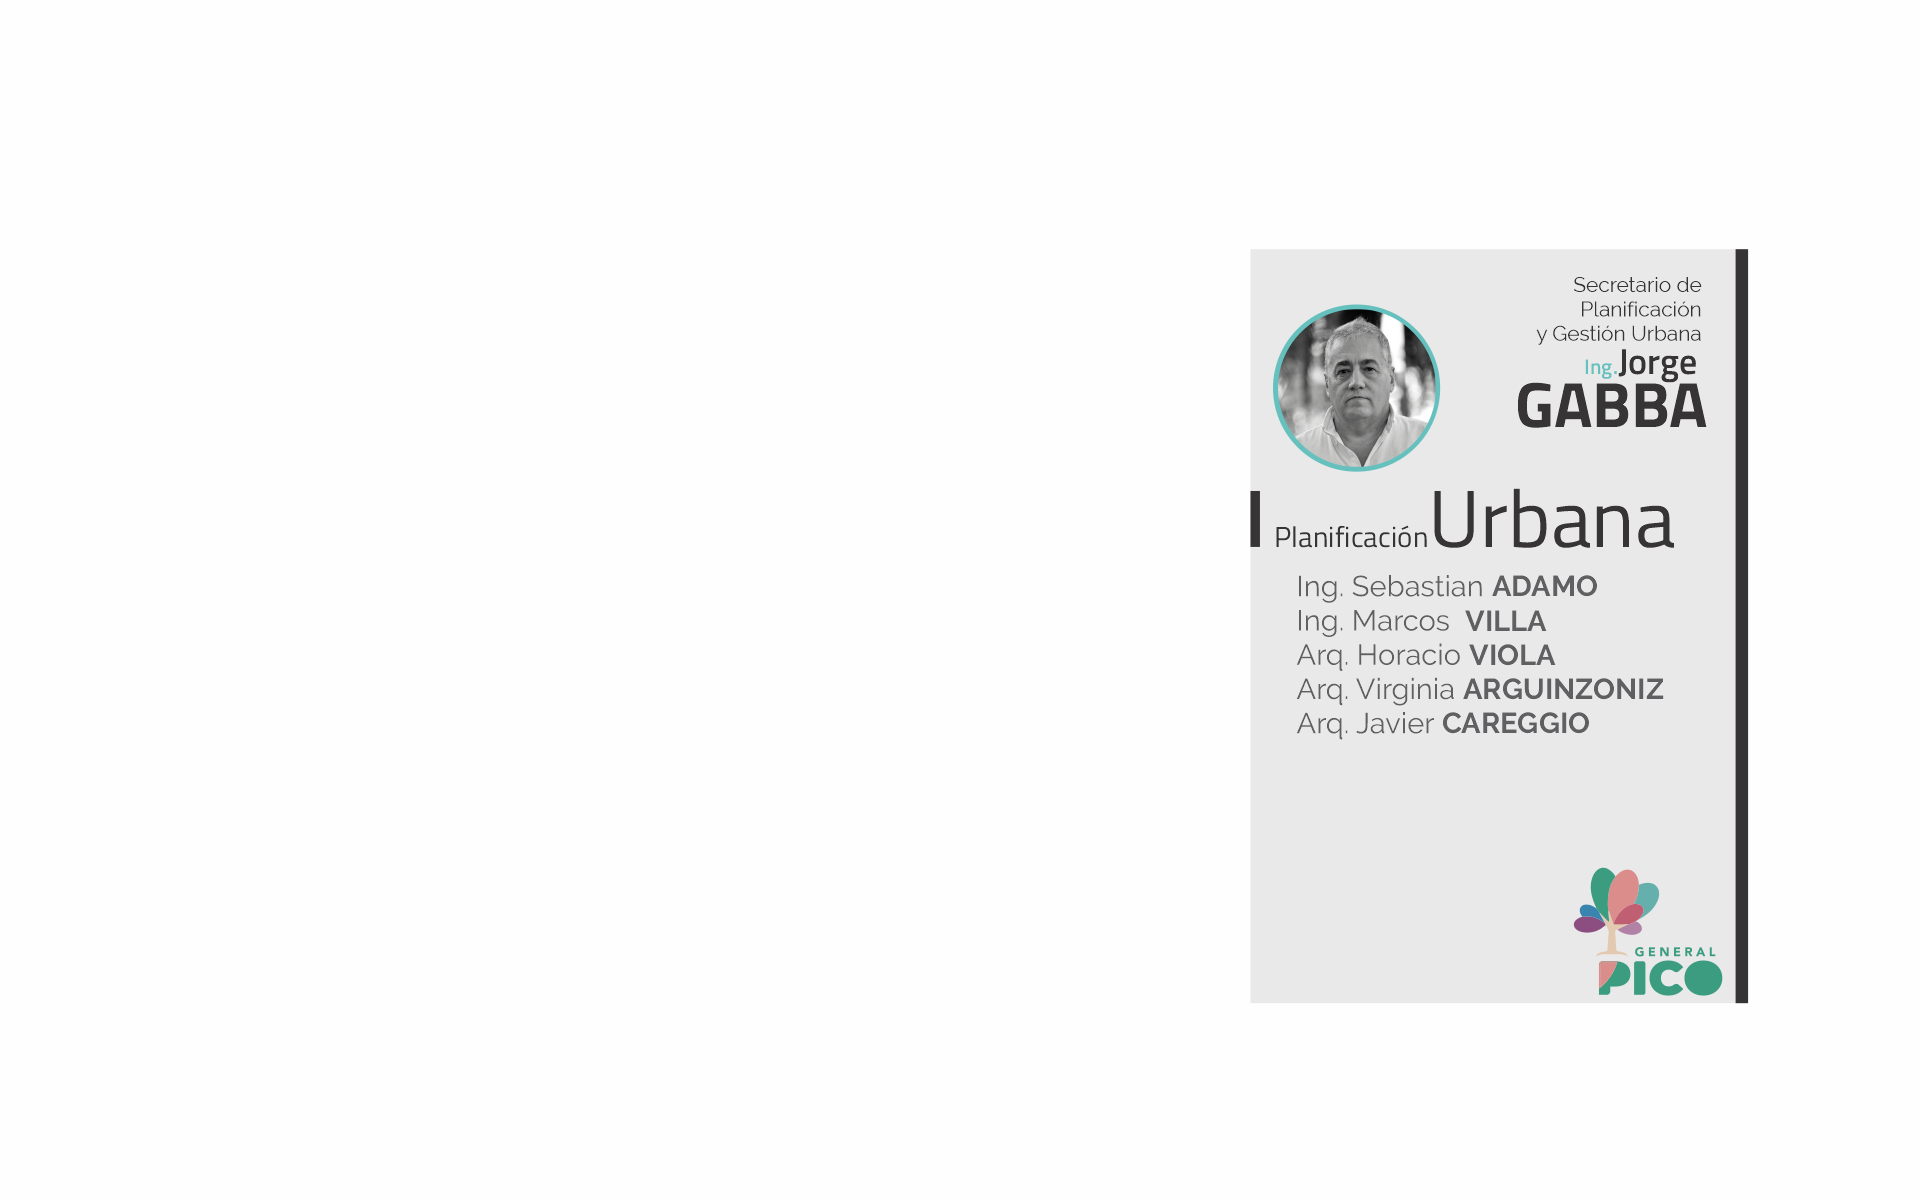 Secretario de
Planificación
y Gestión Urbana
Ing.Jorge
GABBA
Planificación Urbana
Ing. Sebastian ADAMO
Ing. Marcos VILLA
Arq. Horacio VIOLA
Arq. Virginia ARGUINZONIZ
Arq. Javier CAREGGIO
GENERAL
PICO